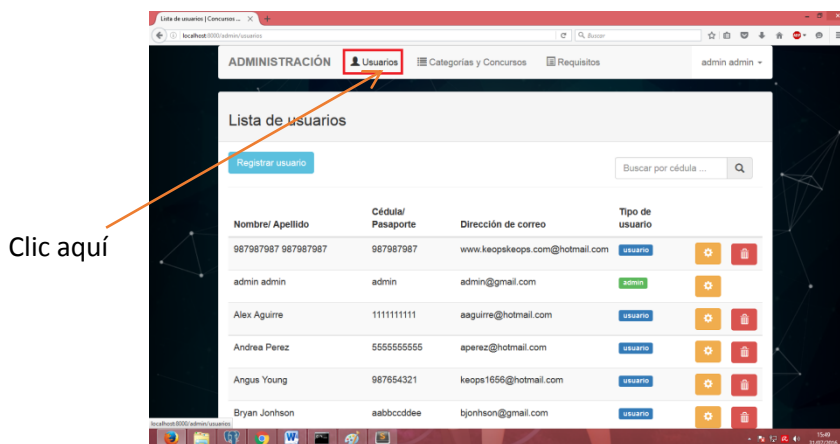 Lista de usuarios | Concursos ... × +
localhost:8000/admin/usuarios
Buscar
ADMINISTRACIÓN Usuarios Categorías y Concursos Requisitos admin admin
Lista de usuarios
Registrar usuario
Buscar por cédula ...
Clic aquí
Nombre/ Apellido Cédula/ Pasaporte Dirección de correo Tipo de usuario
987987987 987987987 987987987 www.keopskeops.com@hotmail.com usuario
admin admin admin admin@gmail.com admin
Alex Aguirre 1111111111 aaguirre@hotmail.com usuario
Andrea Perez 5555555555 aperez@hotmail.com usuario
Angus Young 987654321 keops1656@hotmail.com usuario
Bryan Jonhson aabbccddee bjonhson@gmail.com usuario
localhost:8000/admin/usuarios
15:49